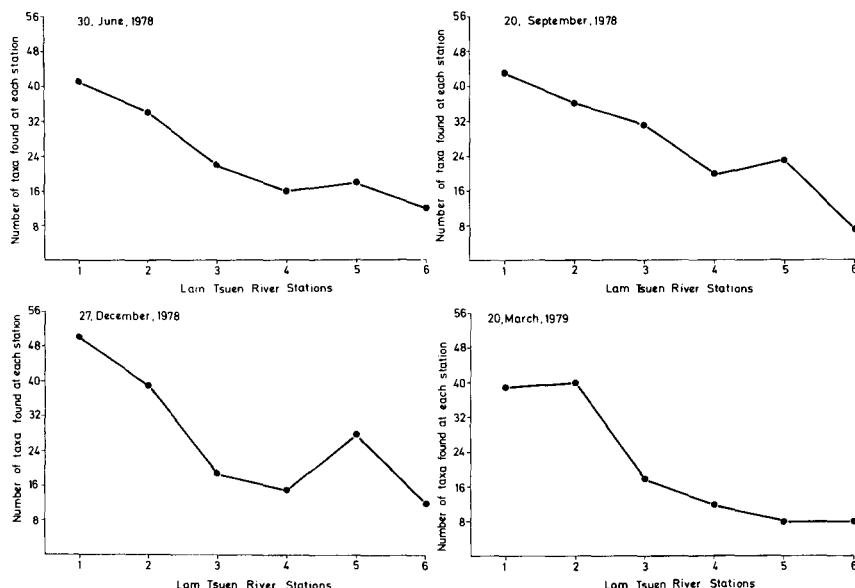 30, June, 1978
Number of taxa found at each station
56
48
40
32
24
16
8
1 2 3 4 5 6
Lam Tsuen River Stations
20, September, 1978
Number of taxa found at each station
56
48
40
32
24
16
8
1 2 3 4 5 6
Lam Tsuen River Stations
27, December, 1978
Number of taxa found at each station
56
48
40
32
24
16
8
1 2 3 4 5 6
Lam Tsuen River Stations
20, March, 1979
Number of taxa found at each station
56
48
40
32
24
16
8
1 2 3 4 5 6
Lam Tsuen River Stations